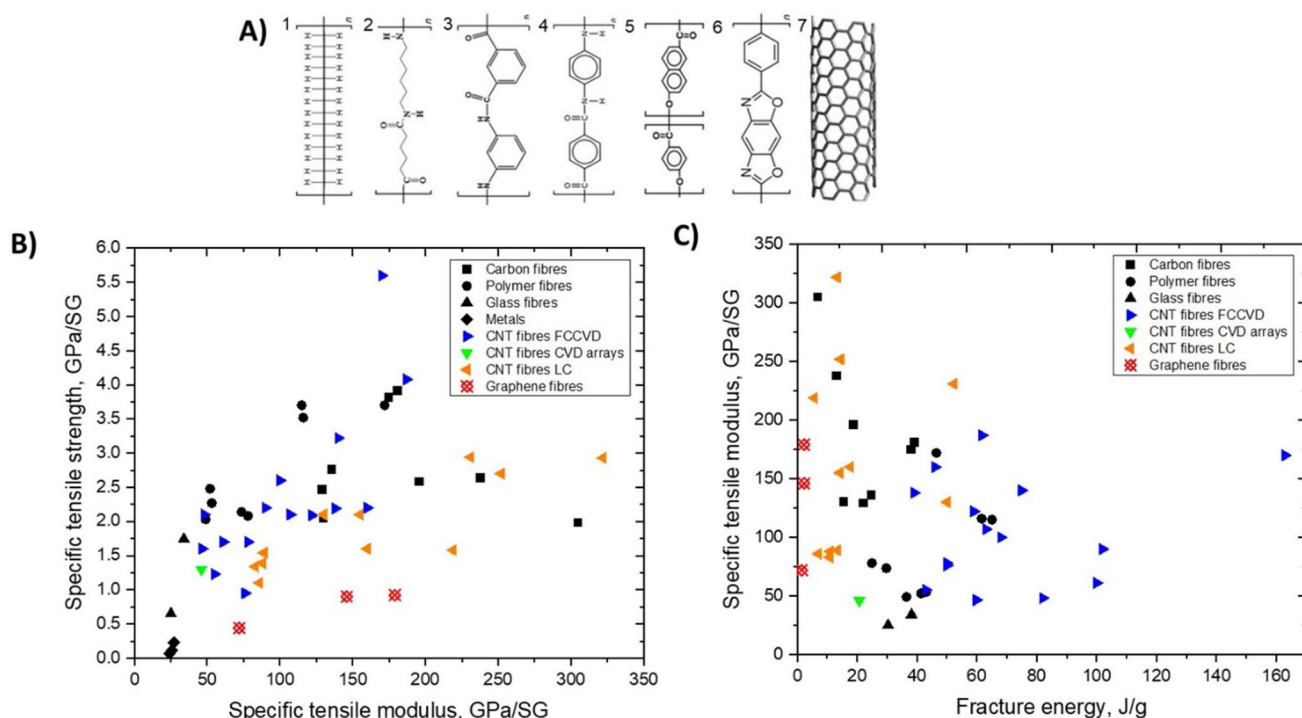 A)
1 2 3 4 5 6 7
n n n n n n
B)
Specific tensile strength, GPa/SG
6.0
5.5
5.0
4.5
4.0
3.5
3.0
2.5
2.0
1.5
1.0
0.5
0.0
0 50 100 150 200 250 300 350
Specific tensile modulus, GPa/SG
Carbon fibres
Polymer fibres
Glass fibres
Metals
CNT fibres FCCVD
CNT fibres CVD arrays
CNT fibres LC
Graphene fibres
C)
Specific tensile modulus, GPa/SG
350
300
250
200
150
100
50
0
0 20 40 60 80 100 120 140 160
Fracture energy, J/g
Carbon fibres
Polymer fibres
Glass fibres
CNT fibres FCCVD
CNT fibres CVD arrays
CNT fibres LC
Graphene fibres